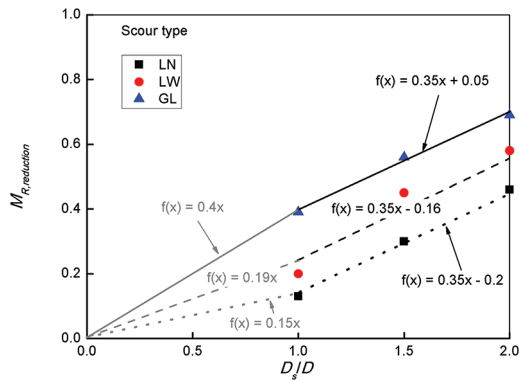 Scour type
LN
LW
GL
1.0
0.8
0.6
0.4
0.2
0.0
M_R,reduction
f(x) = 0.35x + 0.05
f(x) = 0.4x
f(x) = 0.35x - 0.16
f(x) = 0.19x
f(x) = 0.35x - 0.2
f(x) = 0.15x
0.0 0.5 1.0 1.5 2.0
D_s/D